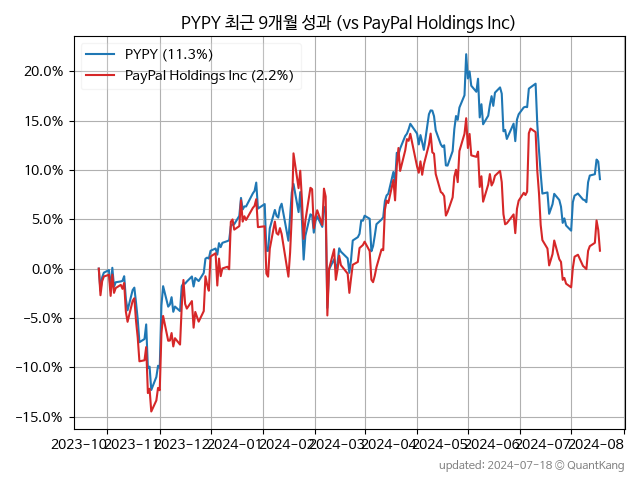 PYPY 최근 9개월 성과 (vs PayPal Holdings Inc)
PYPY (11.3%)
PayPal Holdings Inc (2.2%)
20.0%
15.0%
10.0%
5.0%
0.0%
−5.0%
−10.0%
−15.0%
2023-10 2023-11 2023-12 2024-01 2024-02 2024-03 2024-04 2024-05 2024-06 2024-07 2024-08
updated: 2024-07-18 © QuantKang